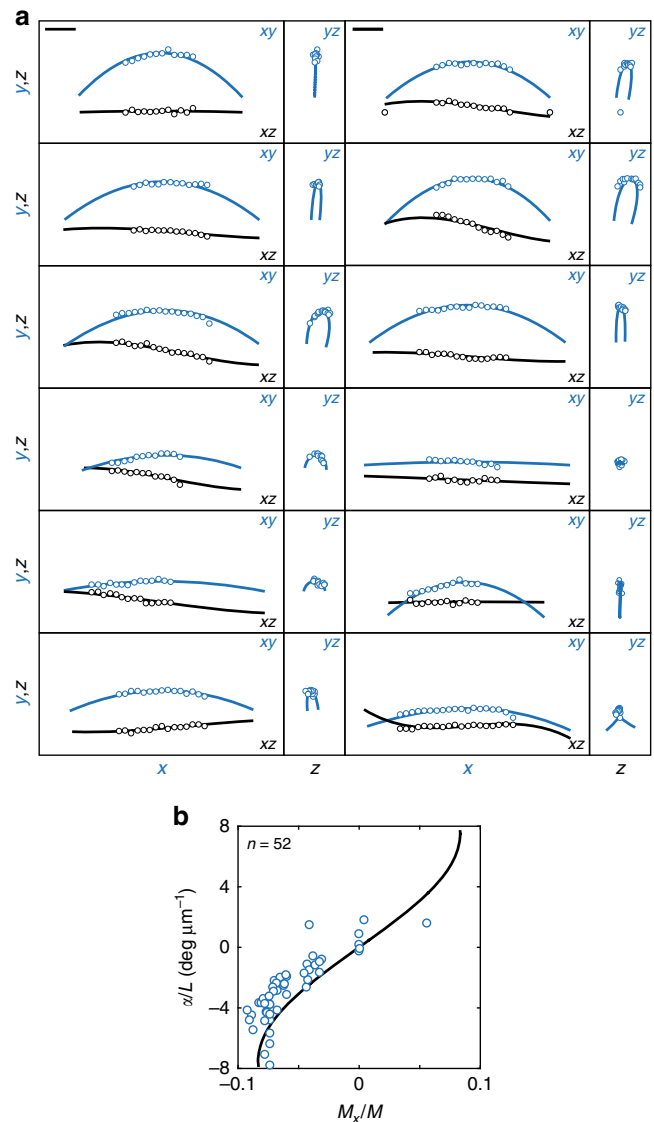 a
xy yz xy yz
y,z
xz xz
xy yz xy yz
y,z
xz xz
xy yz xy yz
y,z
xz xz
xy yz xy yz
y,z
xz xz
xy yz xy yz
y,z
xz xz
xy yz xy yz
y,z
xz xz
x z x z
b
8
n = 52
4
α/L (deg μm⁻¹)
0
−4
−8
−0.1 0 0.1
Mx/M